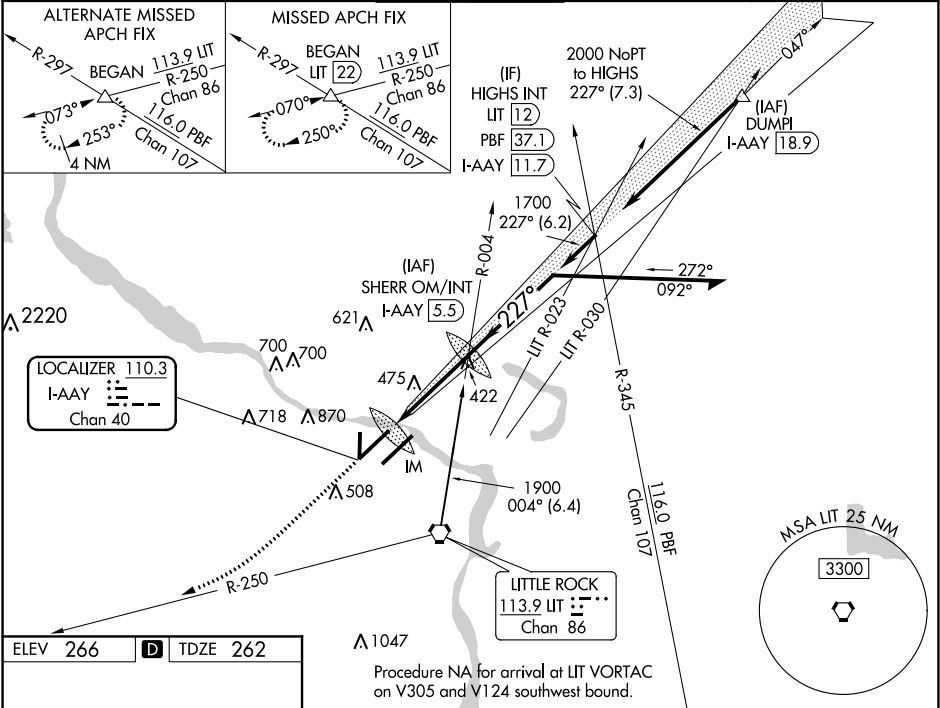 ALTERNATE MISSED
APCH FIX
R-297
BEGAN
113.9 LIT
R-250
Chan 86
073°
253°
116.0 PBF
Chan 107
4 NM
MISSED APCH FIX
R-297
BEGAN
LIT 22
113.9 LIT
R-250
Chan 86
070°
250°
116.0 PBF
Chan 107
2000 NoPT
to HIGHS
227° (7.3)
047°
(IF)
HIGHS INT
LIT 12
PBF 37.1
I-AAY 11.7
(IAF)
DUMPI
I-AAY 18.9
1700
227° (6.2)
R-004
(IAF)
SHERR OM/INT
I-AAY 5.5
227°
272°
092°
LIT R-023
LIT R-030
2220
621
700
700
475
422
R-345
LOCALIZER 110.3
I-AAY
Chan 40
718
870
IM
508
1900
004° (6.4)
116.0 PBF
Chan 107
MSA LIT 25 NM
3300
R-250
LITTLE ROCK
113.9 LIT
Chan 86
1047
ELEV 266
D
TDZE 262
Procedure NA for arrival at LIT VORTAC
on V305 and V124 southwest bound.